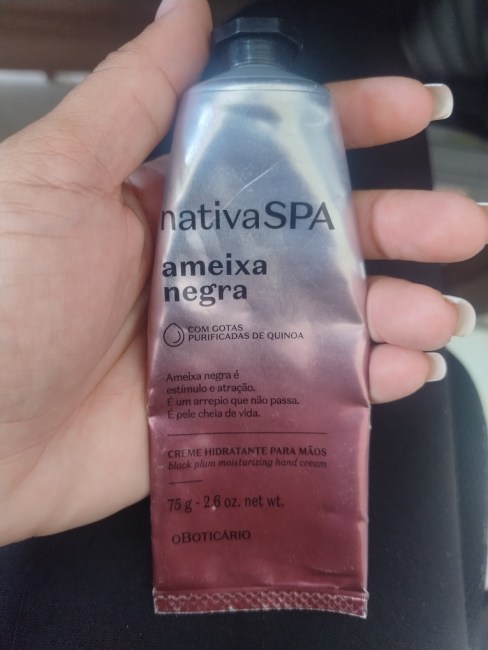 nativaSPA
ameixa
negra
COM GOTAS
PURIFICADAS DE QUINOA
Ameixa negra é
estímulo e atração.
É um arrepio que não passa.
É pele cheia de vida.
CREME HIDRATANTE PARA MÃOS
black plum moisturizing hand cream
75 g - 2.6 oz. net wt.
oBOTICÁRIO